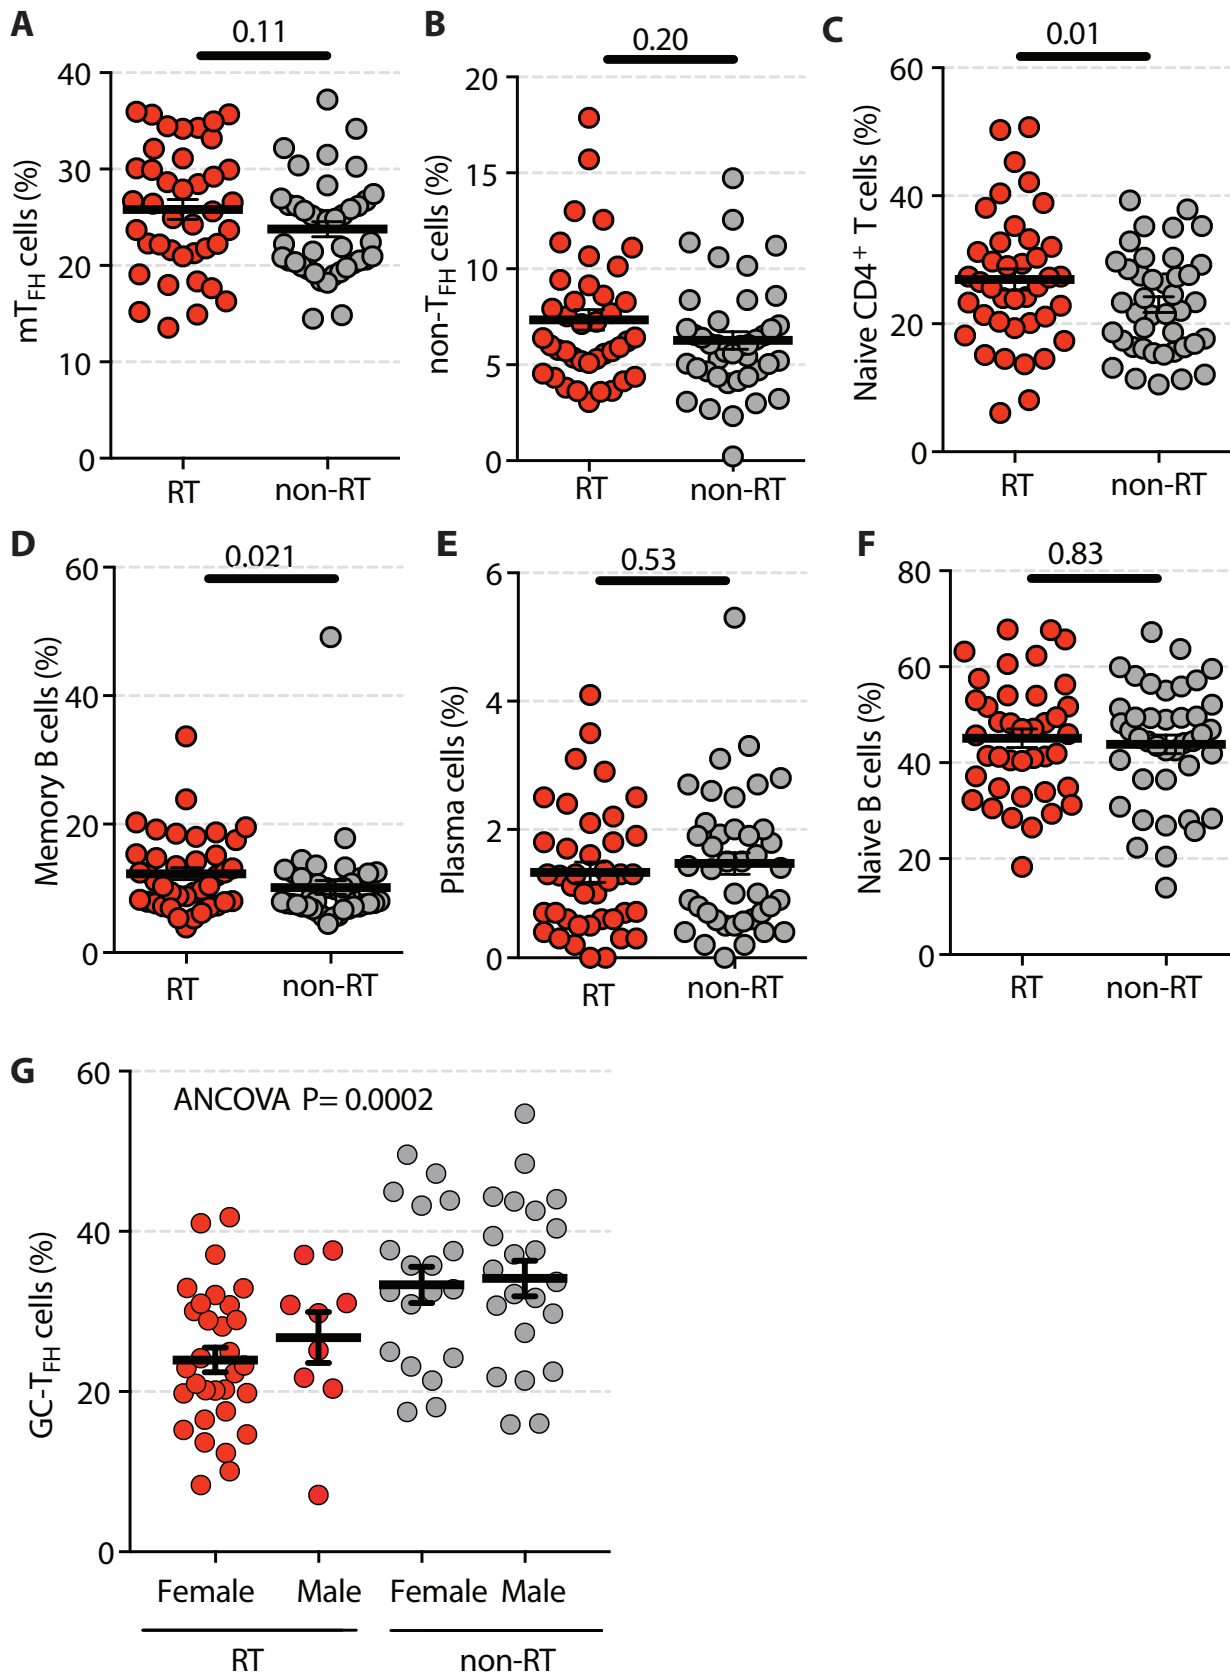 A
0.11
40
30
20
10
0
mT_FH cells (%)
RT
non-RT
B
0.20
20
15
10
5
0
non-T_FH cells (%)
RT
non-RT
C
0.01
60
40
20
0
Naive CD4⁺ T cells (%)
RT
non-RT
D
0.021
60
40
20
0
Memory B cells (%)
RT
non-RT
E
0.53
6
4
2
0
Plasma cells (%)
RT
non-RT
F
0.83
80
60
40
20
0
Naive B cells (%)
RT
non-RT
G
ANCOVA P= 0.0002
60
40
20
0
GC-T_FH cells (%)
Female
Male
Female
Male
RT
non-RT